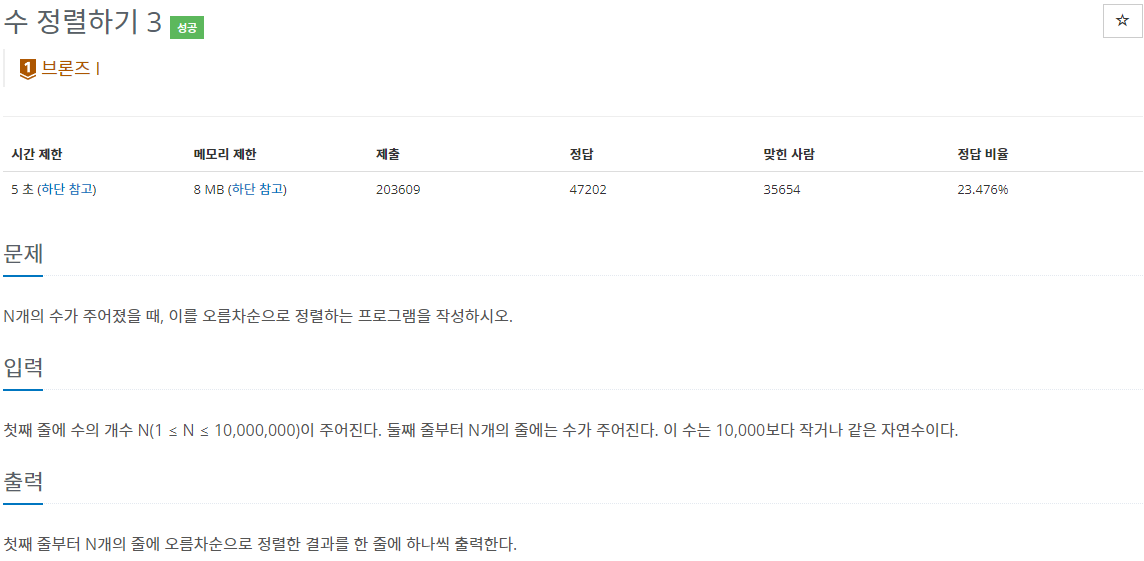 수 정렬하기 3 성공
☆
1 브론즈 I
시간 제한 메모리 제한 제출 정답 맞힌 사람 정답 비율
5 초 (하단 참고) 8 MB (하단 참고) 203609 47202 35654 23.476%
문제
N개의 수가 주어졌을 때, 이를 오름차순으로 정렬하는 프로그램을 작성하시오.
입력
첫째 줄에 수의 개수 N(1 ≤ N ≤ 10,000,000)이 주어진다. 둘째 줄부터 N개의 줄에는 수가 주어진다. 이 수는 10,000보다 작거나 같은 자연수이다.
출력
첫째 줄부터 N개의 줄에 오름차순으로 정렬한 결과를 한 줄에 하나씩 출력한다.